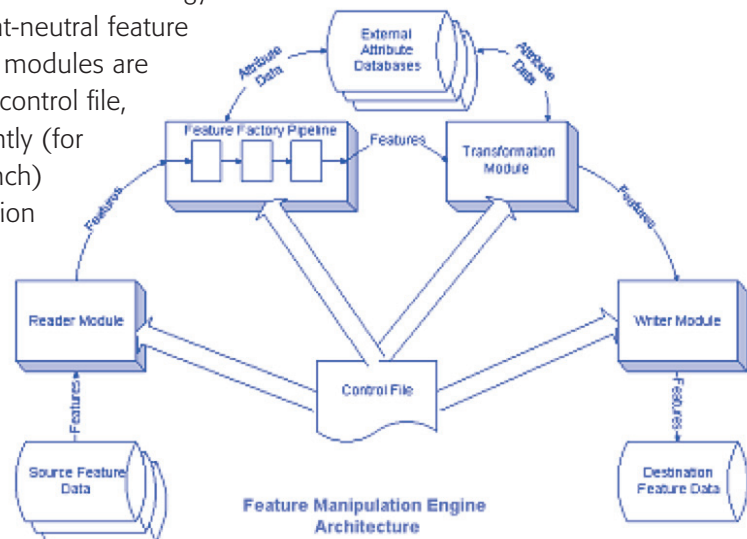 nt-neutral feature
modules are
control file,
ntly (for
nch)
ion
External
Attribute
Databases
Attribute
Data
Attribute
Data
Feature Factory Pipeline
Features
Transformation
Module
Features
Features
Reader Module
Writer Module
Control File
Features
Features
Source Feature
Data
Destination
Feature Data
Feature Manipulation Engine
Architecture